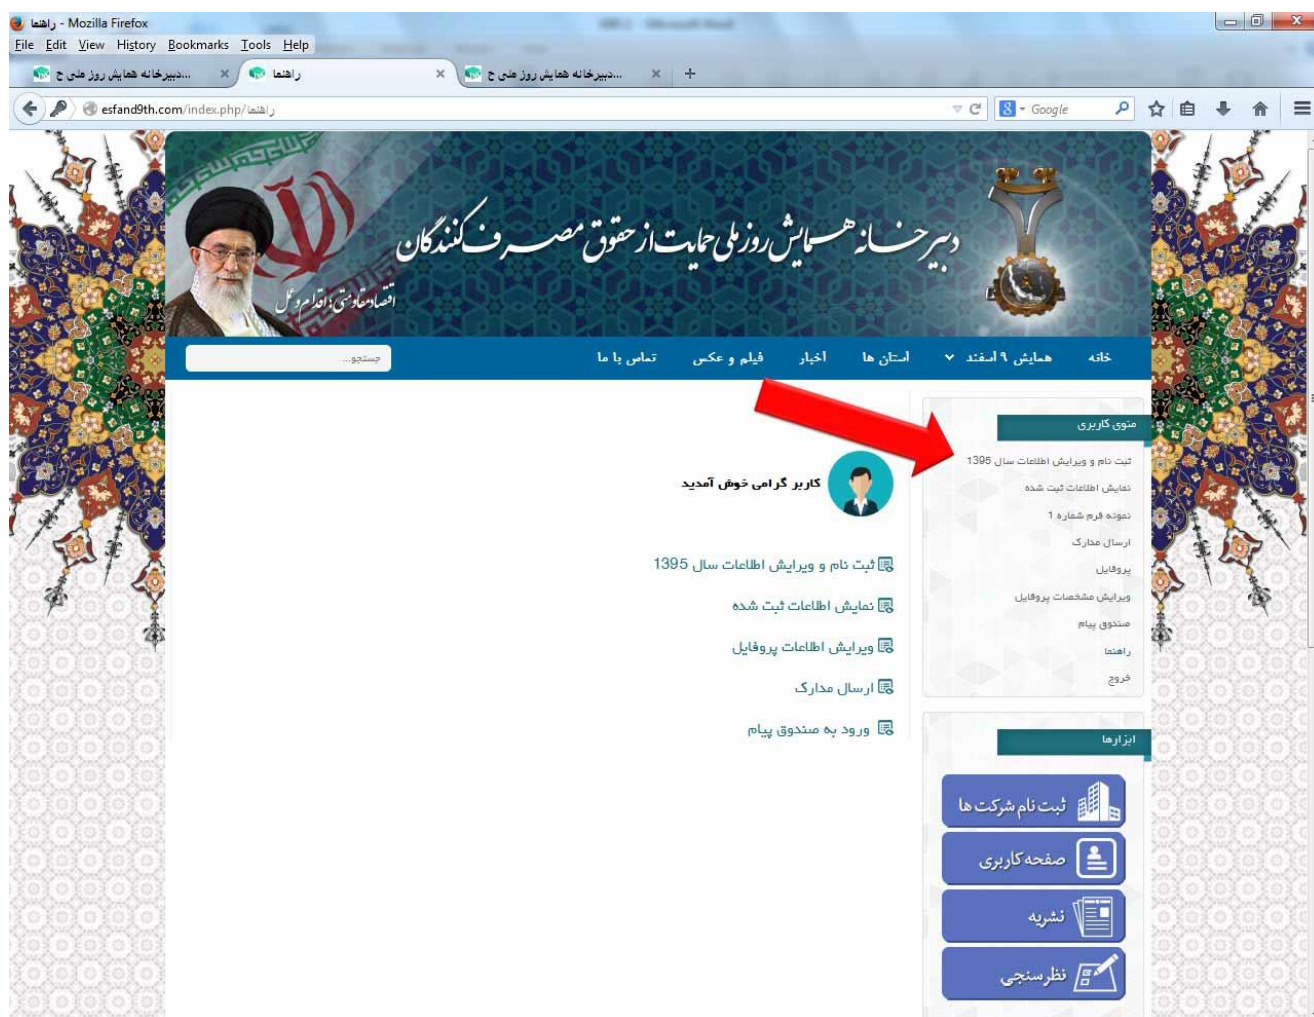 راهنما - Mozilla Firefox
File Edit View History Bookmarks Tools Help
دبیرخانه همایش روز ملی ح...
راهنما
دبیرخانه همایش روز ملی ح...
esfand9th.com/index.php/راهنما
Google
دبیرخانه همایش روز ملی حمایت از حقوق مصرف کنندگان
اقتصاد مقاومتی؛ اقدام و عمل
خانه همایش ۹ اسفند استان ها اخبار فیلم و عکس تماس با ما
جستجو...
منوی کاربری
ثبت نام و ویرایش اطلاعات سال 1395
نمایش اطلاعات ثبت شده
نمونه فرم شماره 1
ارسال مدارک
پروفایل
ویرایش مشخصات پروفایل
صندوق پیام
راهنما
خروج
کاربر گرامی خوش آمدید
ثبت نام و ویرایش اطلاعات سال 1395
نمایش اطلاعات ثبت شده
ویرایش اطلاعات پروفایل
ارسال مدارک
ورود به صندوق پیام
ابزارها
ثبت نام شرکت ها
صفحه کاربری
نشریه
نظرسنجی